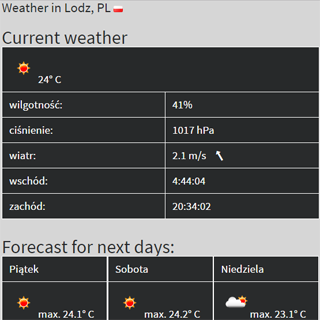 Weather in Lodz, PL
Current weather
24° C
wilgotność: 41%
ciśnienie: 1017 hPa
wiatr: 2.1 m/s
wschód: 4:44:04
zachód: 20:34:02
Forecast for next days:
Piątek Sobota Niedziela
max. 24.1° C max. 24.2° C max. 23.1° C